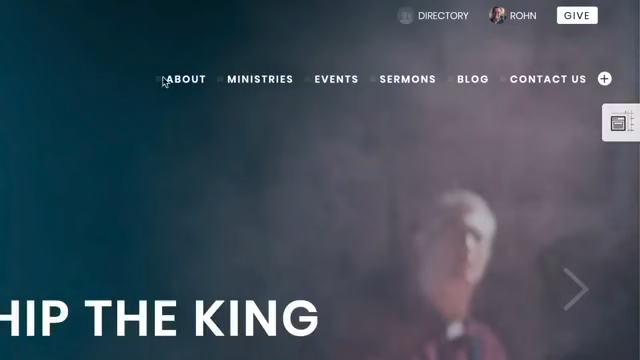 DIRECTORY ROHN GIVE
ABOUT MINISTRIES EVENTS SERMONS BLOG CONTACT US
HIP THE KING